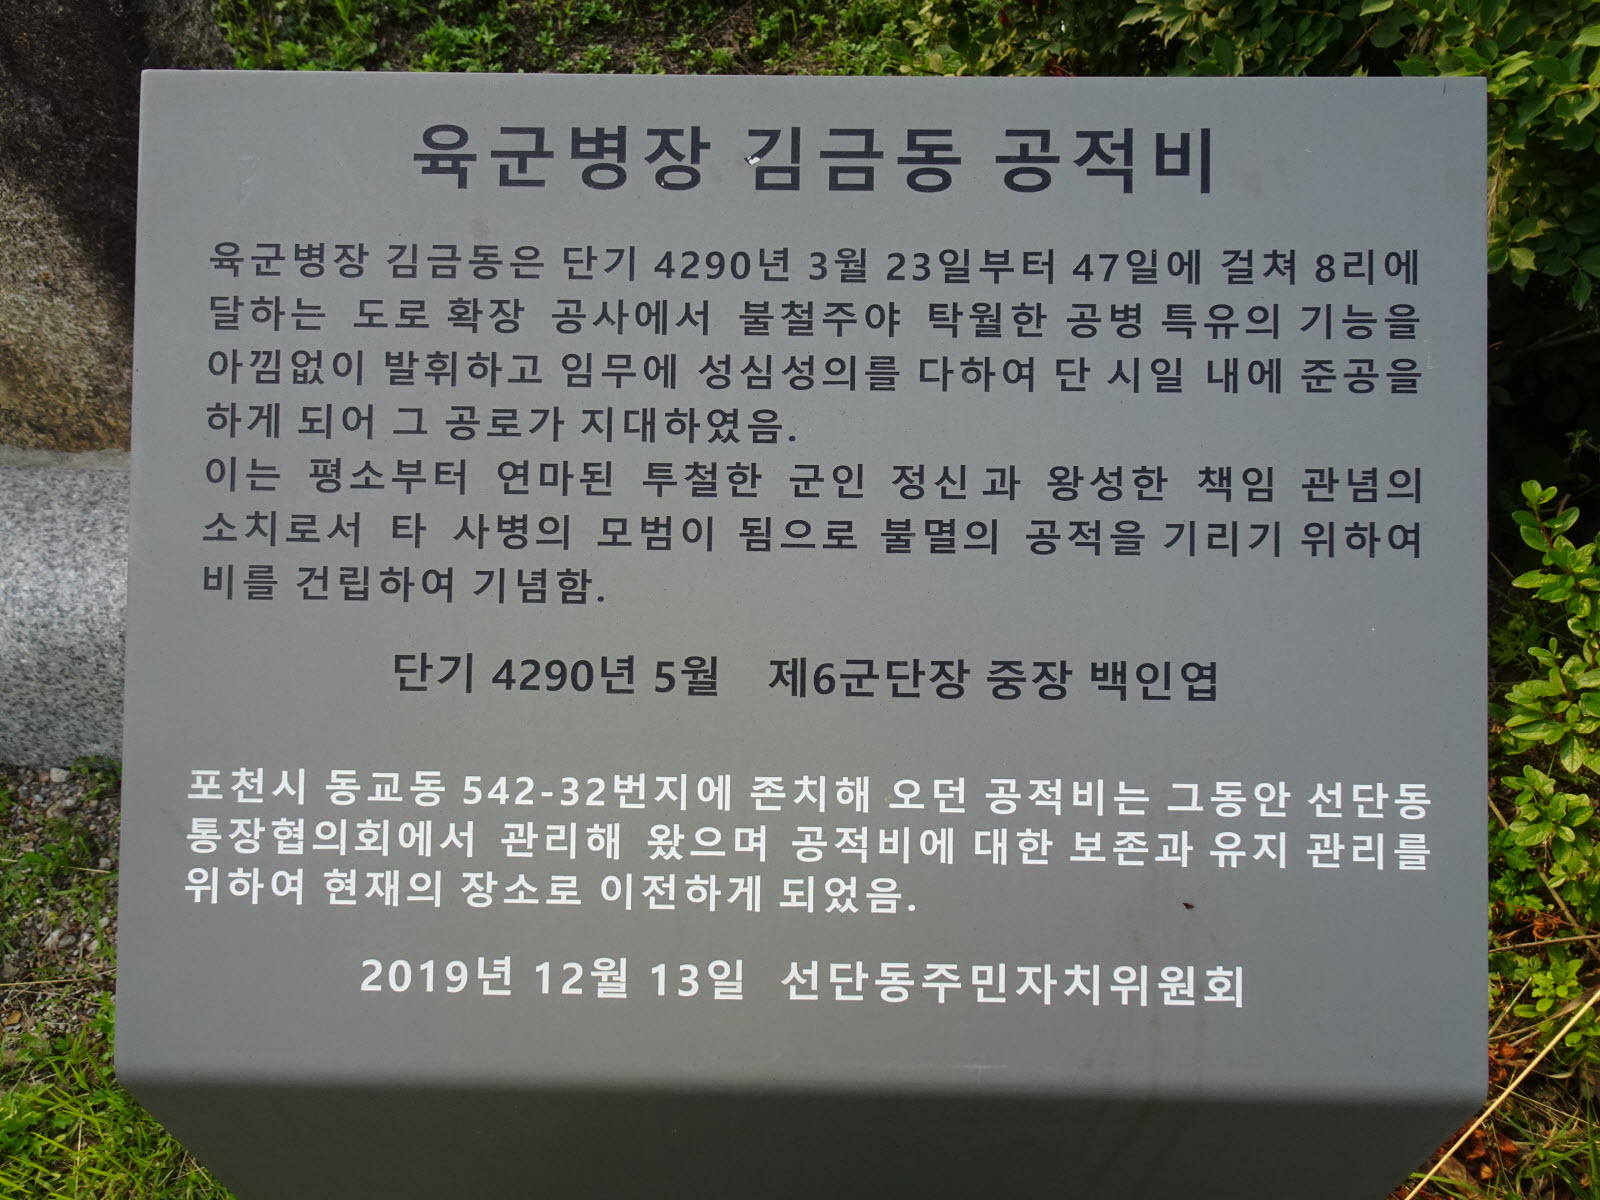 육군병장 김금동 공적비
육군병장 김금동은 단기 4290년 3월 23일부터 47일에 걸쳐 8리에
달하는 도로 확장 공사에서 불철주야 탁월한 공병 특유의 기능을
아낌없이 발휘하고 임무에 성심성의를 다하여 단 시일 내에 준공을
하게 되어 그 공로가 지대하였음.
이는 평소부터 연마된 투철한 군인 정신과 왕성한 책임 관념의
소치로서 타 사병의 모범이 됨으로 불멸의 공적을 기리기 위하여
비를 건립하여 기념함.
단기 4290년 5월 제6군단장 중장 백인엽
포천시 동교동 542-32번지에 존치해 오던 공적비는 그동안 선단동
통장협의회에서 관리해 왔으며 공적비에 대한 보존과 유지 관리를
위하여 현재의 장소로 이전하게 되었음.
2019년 12월 13일 선단동주민자치위원회